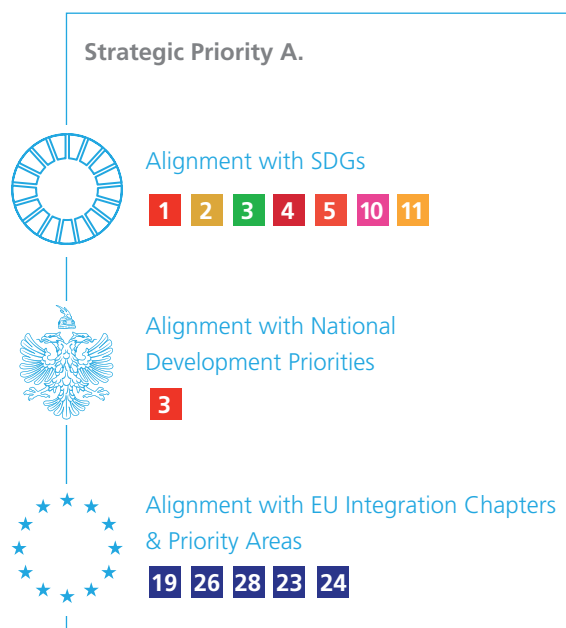 Strategic Priority A.
Alignment with SDGs
1 2 3 4 5 10 11
Alignment with National
Development Priorities
3
Alignment with EU Integration Chapters
& Priority Areas
19 26 28 23 24